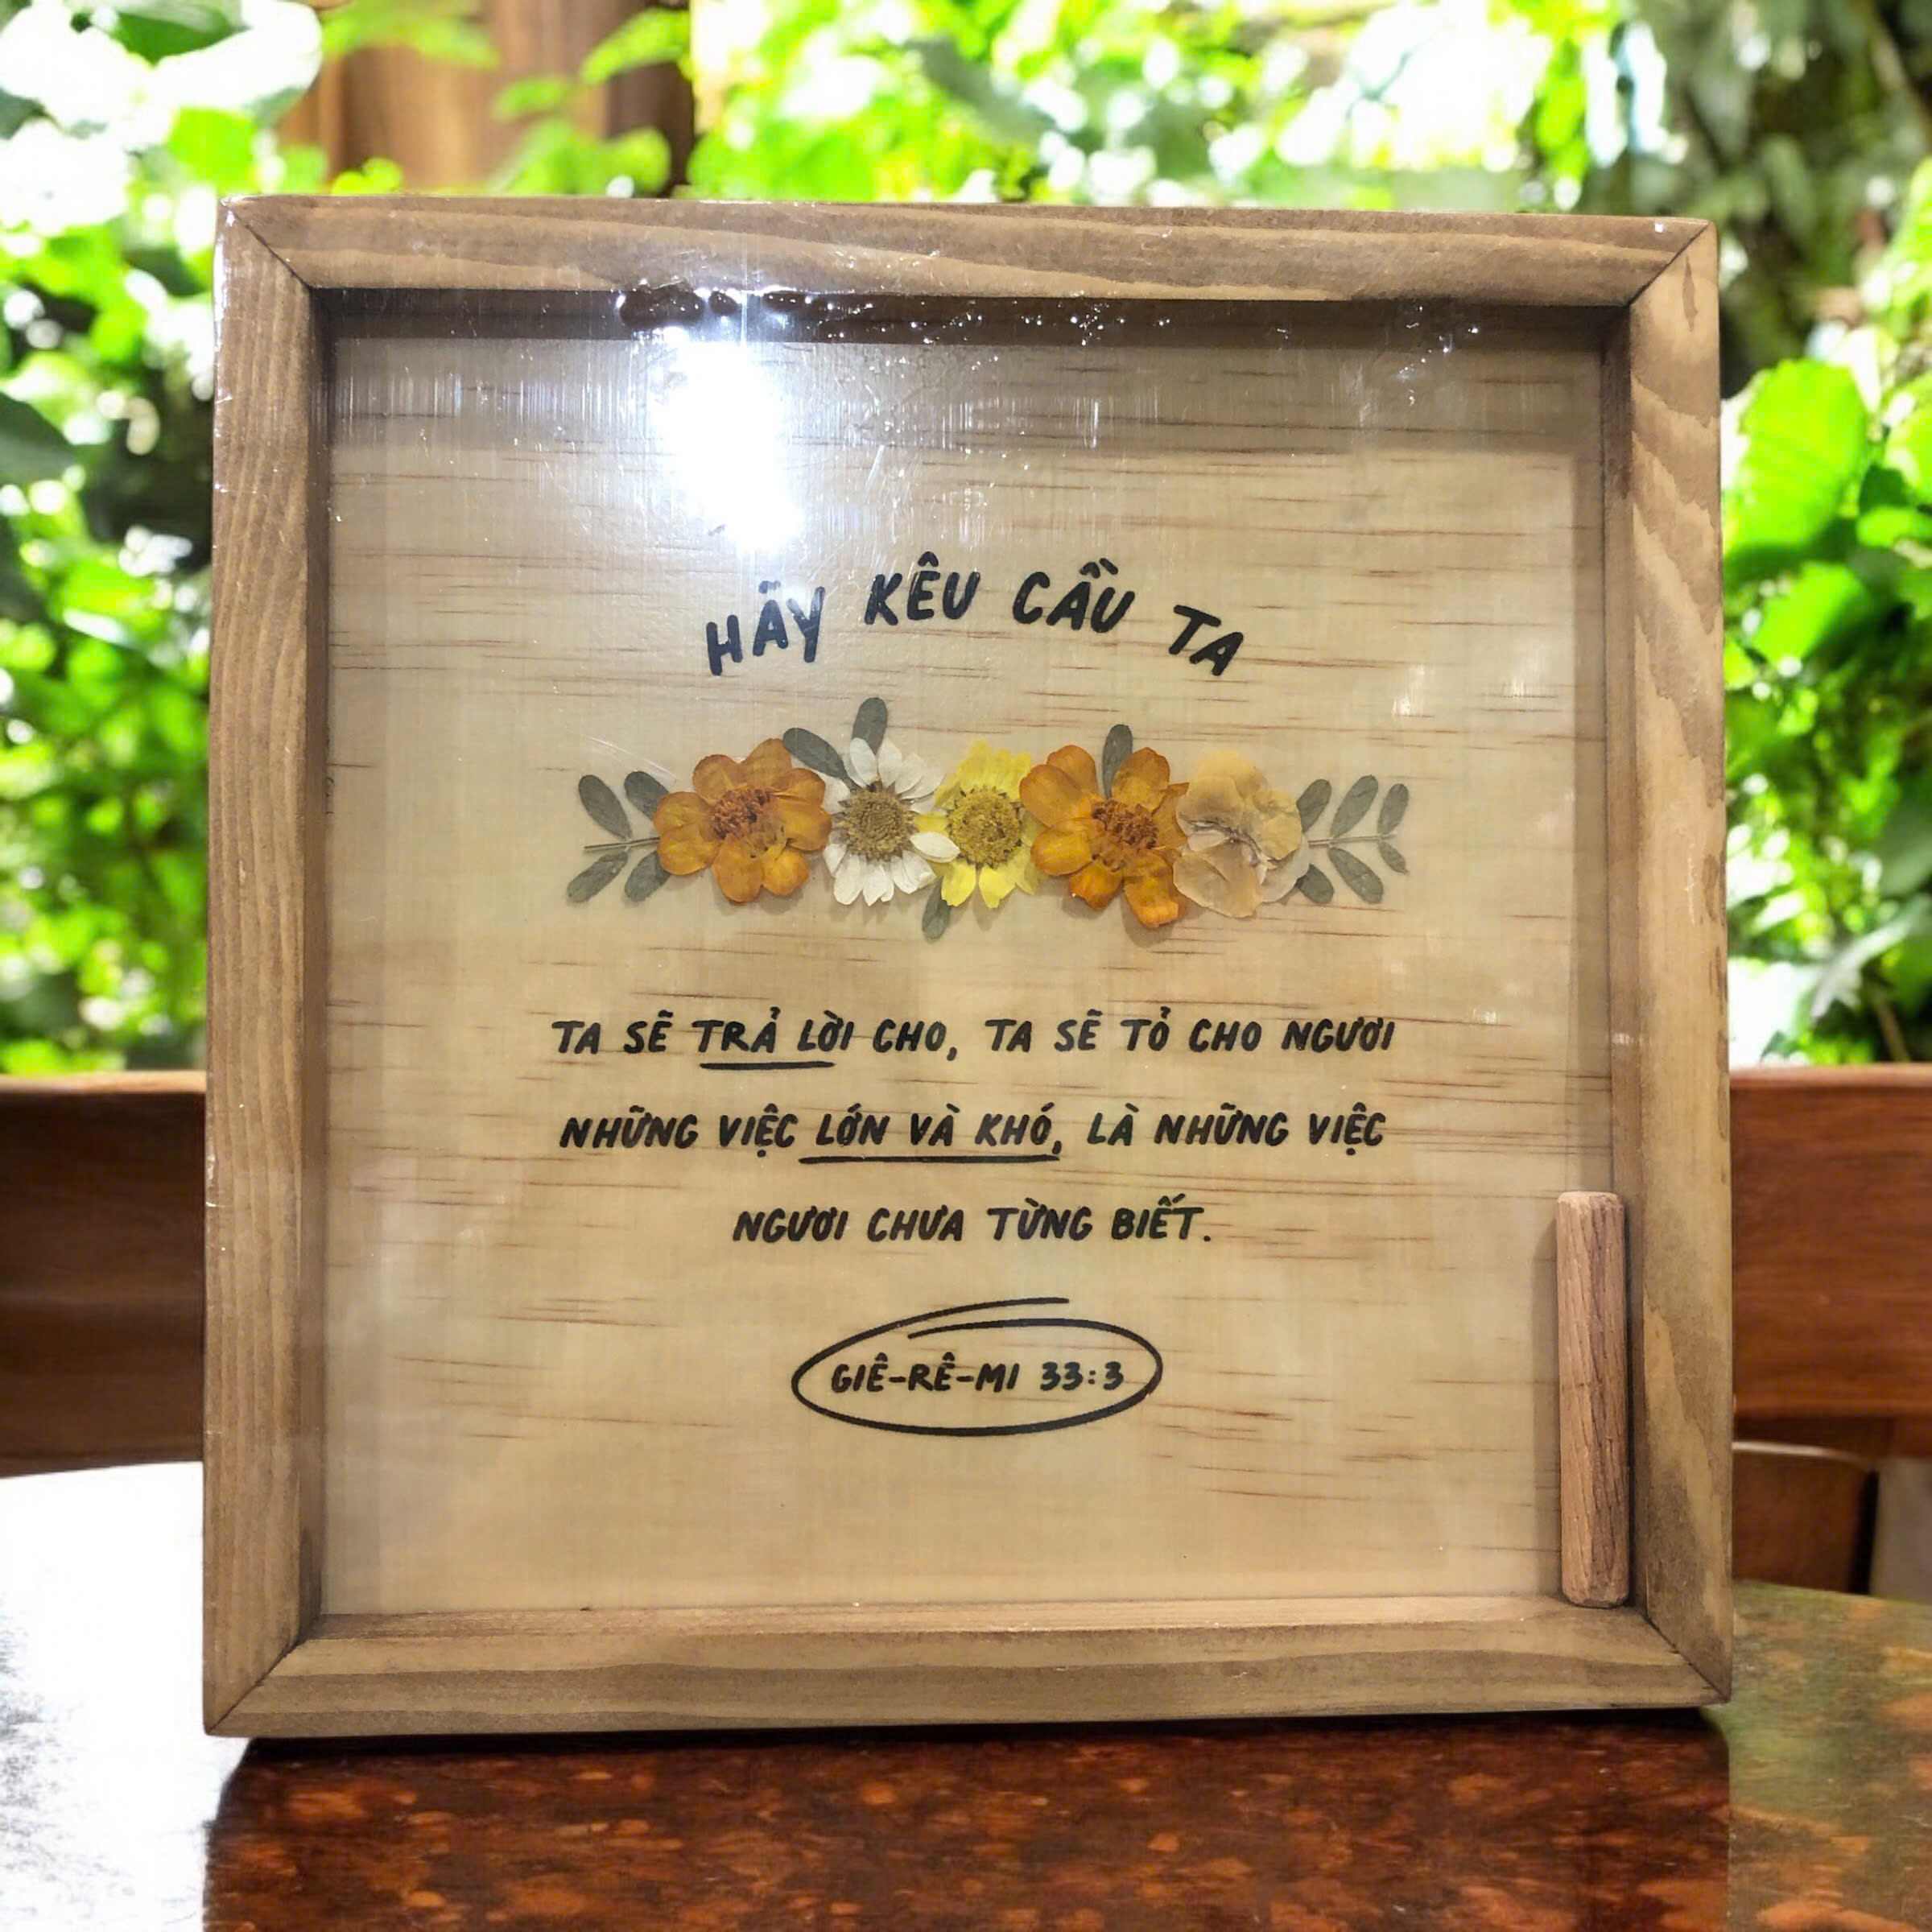 HÃY KÊU CẦU TA
TA SẼ TRẢ LỜI CHO, TA SẼ TỎ CHO NGƯƠI
NHỮNG VIỆC LỚN VÀ KHÓ, LÀ NHỮNG VIỆC
NGƯƠI CHƯA TỪNG BIẾT.
GIÊ-RÊ-MI 33:3